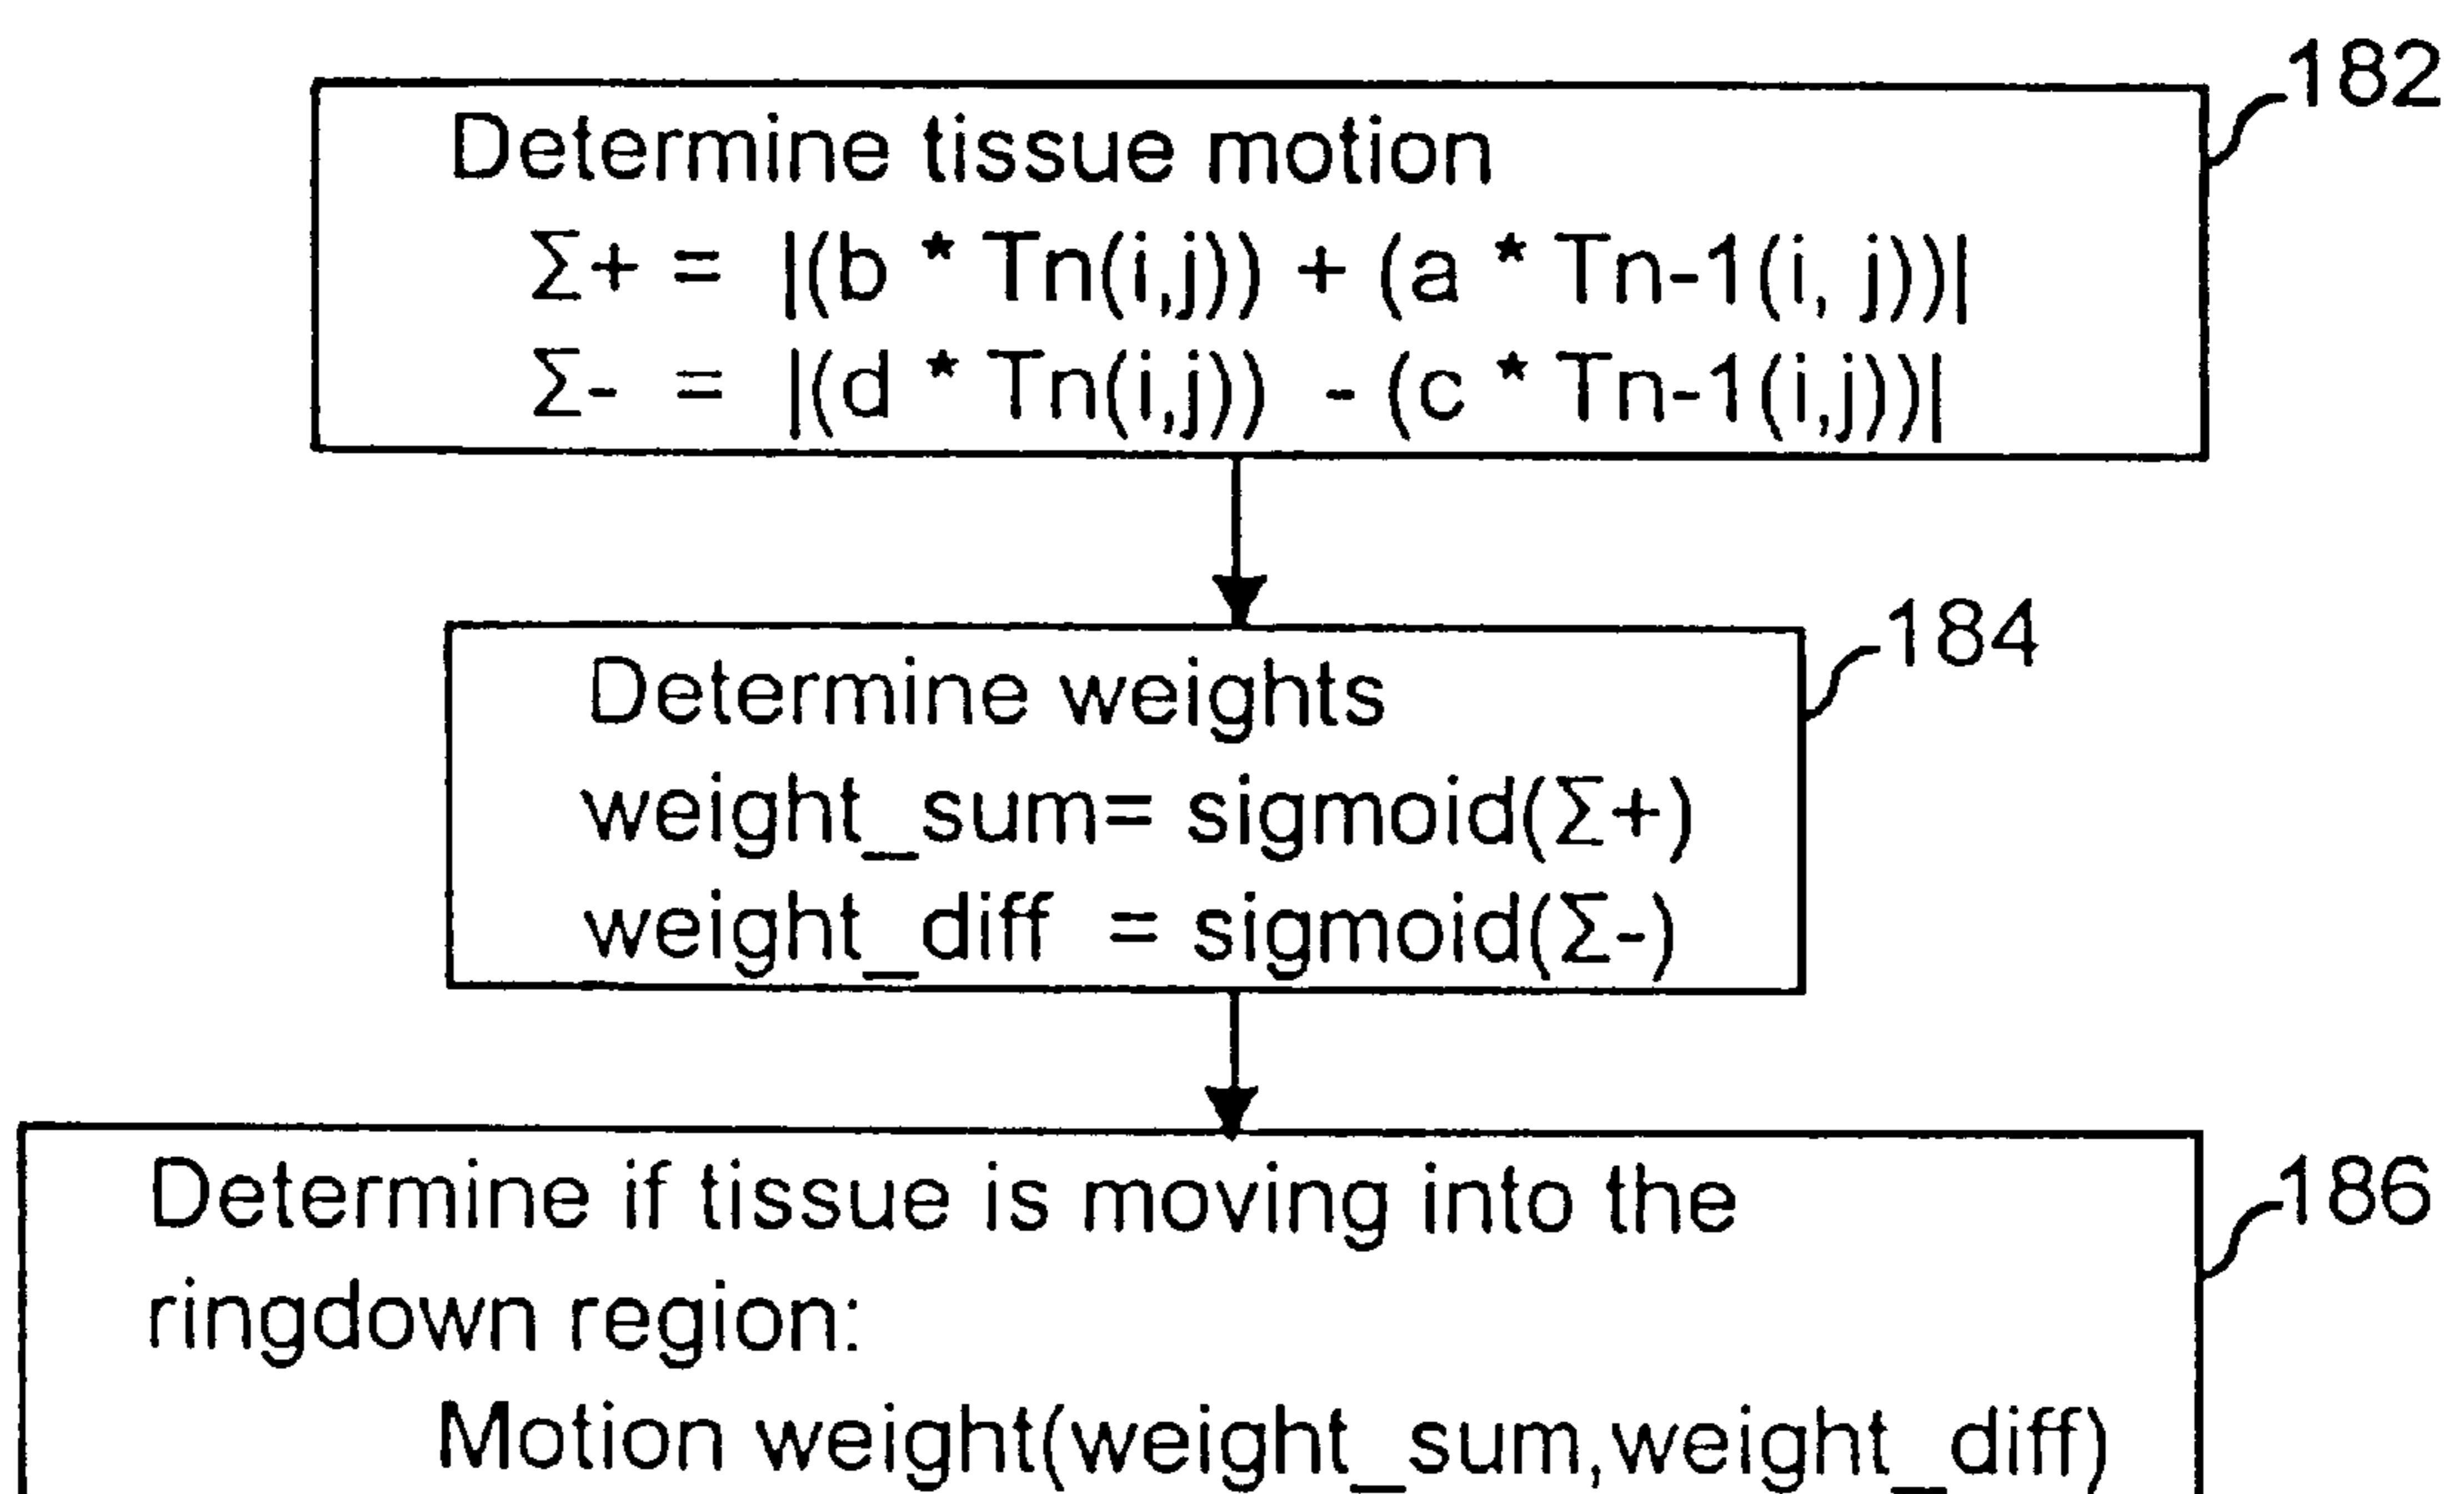 182
Determine tissue motion
Σ+ = |(b * Tn(i,j)) + (a * Tn-1(i, j))|
Σ- = |(d * Tn(i,j)) - (c * Tn-1(i,j))|
184
Determine weights
weight_sum= sigmoid(Σ+)
weight_diff = sigmoid(Σ-)
186
Determine if tissue is moving into the
ringdown region:
Motion weight(weight_sum,weight_diff)